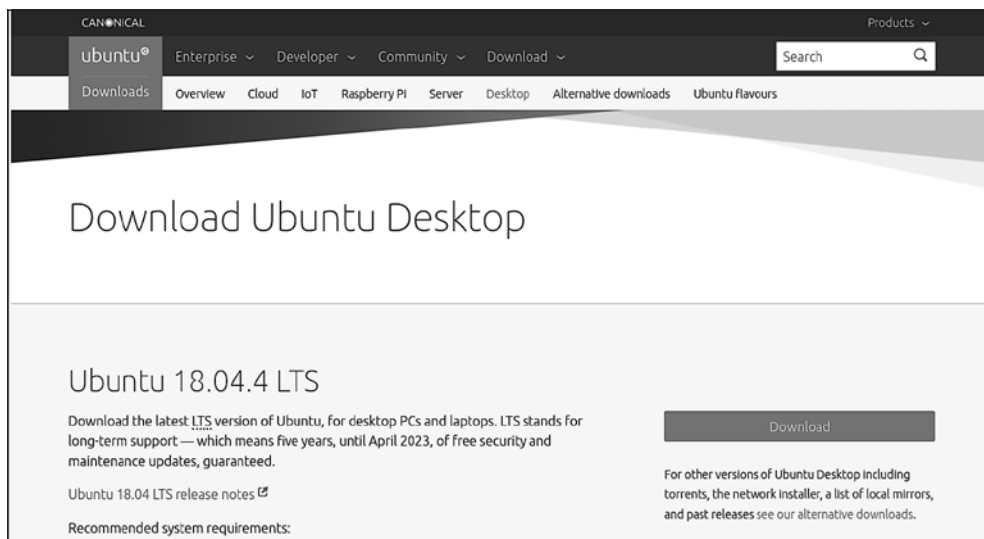 CANONICAL
Products
ubuntu
Enterprise
Developer
Community
Download
Search
Downloads
Overview
Cloud
IoT
Raspberry Pi
Server
Desktop
Alternative downloads
Ubuntu flavours
Download Ubuntu Desktop
Ubuntu 18.04.4 LTS
Download the latest LTS version of Ubuntu, for desktop PCs and laptops. LTS stands for
long-term support — which means five years, until April 2023, of free security and
maintenance updates, guaranteed.
Ubuntu 18.04 LTS release notes
Recommended system requirements:
Download
For other versions of Ubuntu Desktop including
torrents, the network installer, a list of local mirrors,
and past releases see our alternative downloads.